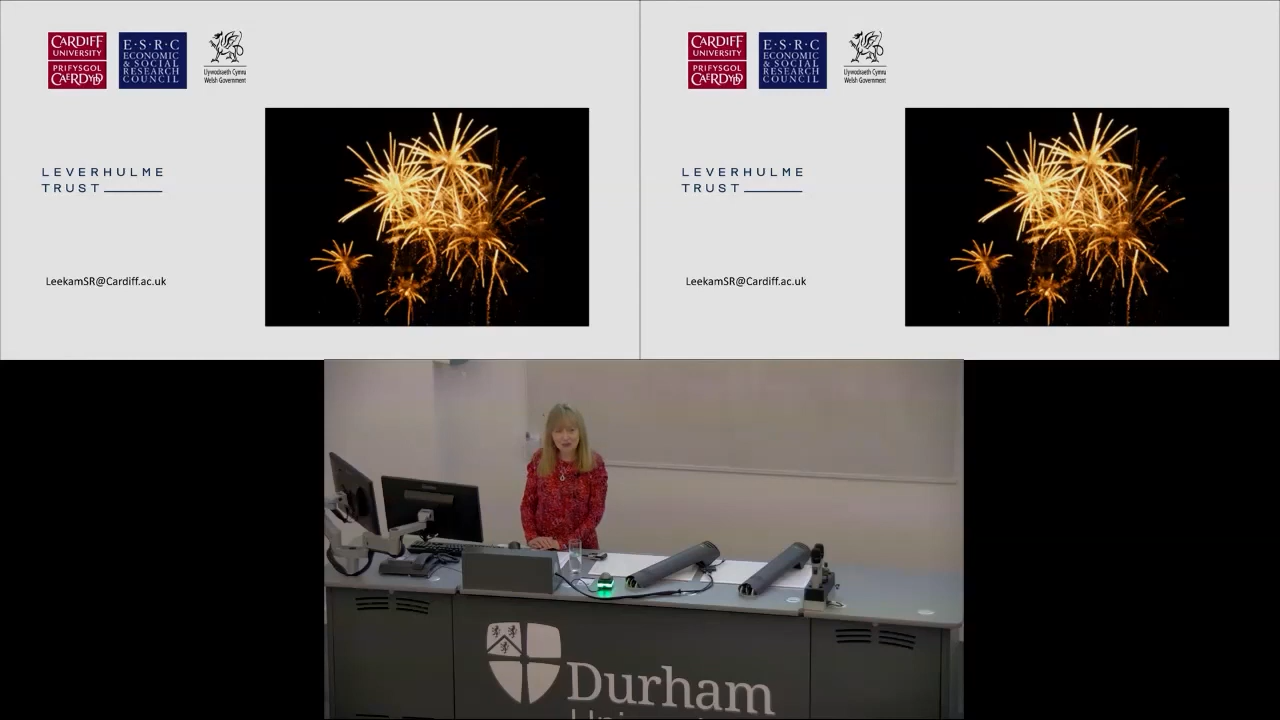 CARDIFF
UNIVERSITY
PRIFYSGOL
CAERDYDD
E·S·R·C
ECONOMIC
& SOCIAL
RESEARCH
COUNCIL
Llywodraeth Cymru
Welsh Government
LEVERHULME
TRUST
LeekamSR@Cardiff.ac.uk
CARDIFF
UNIVERSITY
PRIFYSGOL
CAERDYDD
E·S·R·C
ECONOMIC
& SOCIAL
RESEARCH
COUNCIL
Llywodraeth Cymru
Welsh Government
LEVERHULME
TRUST
LeekamSR@Cardiff.ac.uk
Durham